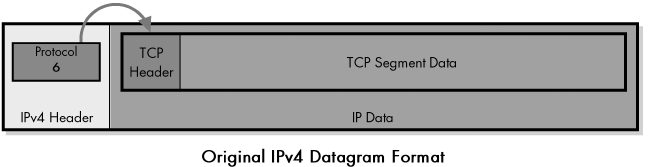 Protocol
6
TCP
Header
TCP Segment Data
IPv4 Header
IP Data
Original IPv4 Datagram Format